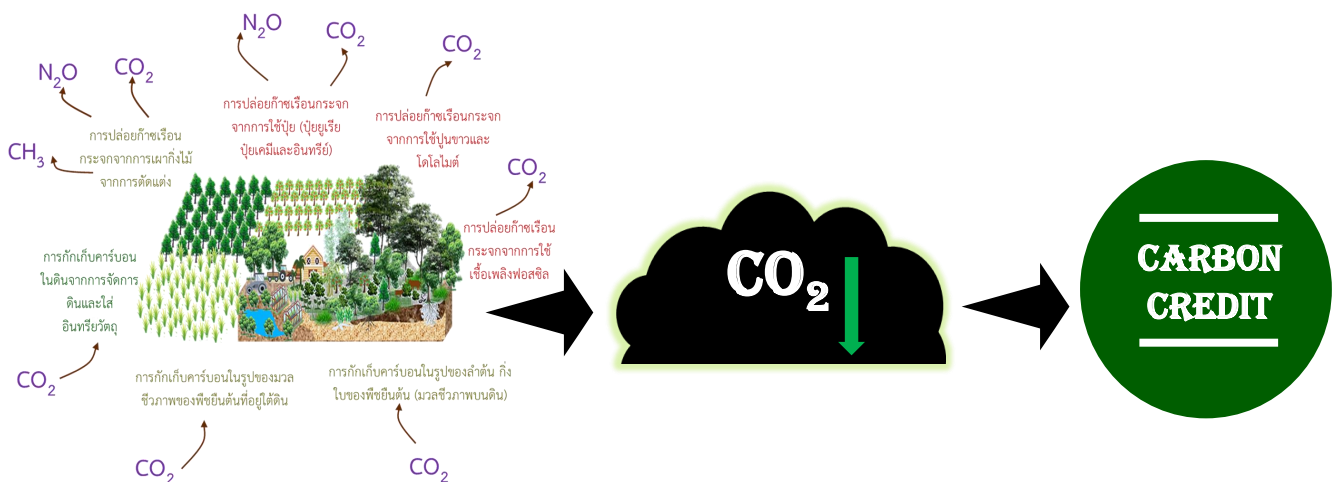 N2O
CO2
CH3
การปล่อยก๊าซเรือน
กระจกจากการเผากิ่งไม้
จากการตัดแต่ง
N2O
CO2
การปล่อยก๊าซเรือนกระจก
จากการใช้ปุ๋ย (ปุ๋ยยูเรีย
ปุ๋ยเคมีและอินทรีย์)
CO2
การปล่อยก๊าซเรือนกระจก
จากการใช้ปูนขาวและ
โดโลไมต์
CO2
การปล่อยก๊าซเรือน
กระจกจากการใช้
เชื้อเพลิงฟอสซิล
การกักเก็บคาร์บอน
ในดินจากการจัดการ
ดินและใส่
อินทรียวัตถุ
CO2
การกักเก็บคาร์บอนในรูปของมวล
ชีวภาพของพืชยืนต้นที่อยู่ใต้ดิน
CO2
การกักเก็บคาร์บอนในรูปของลำต้น กิ่ง
ใบของพืชยืนต้น (มวลชีวภาพบนดิน)
CO2
CO2
CARBON
CREDIT